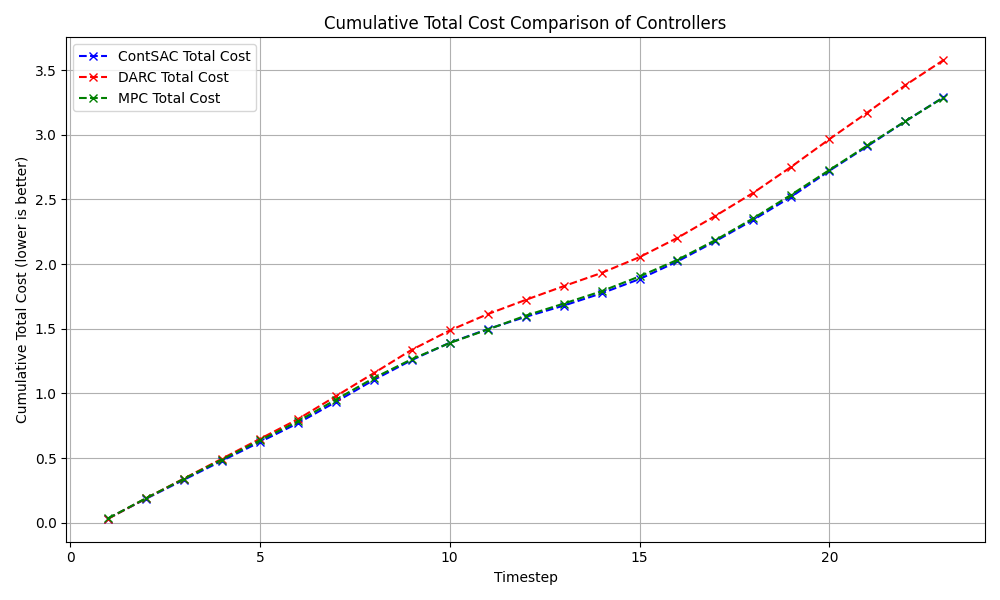 Cumulative Total Cost Comparison of Controllers
ContSAC Total Cost
DARC Total Cost
MPC Total Cost
Cumulative Total Cost (lower is better)
3.5
3.0
2.5
2.0
1.5
1.0
0.5
0.0
0 5 10 15 20
Timestep